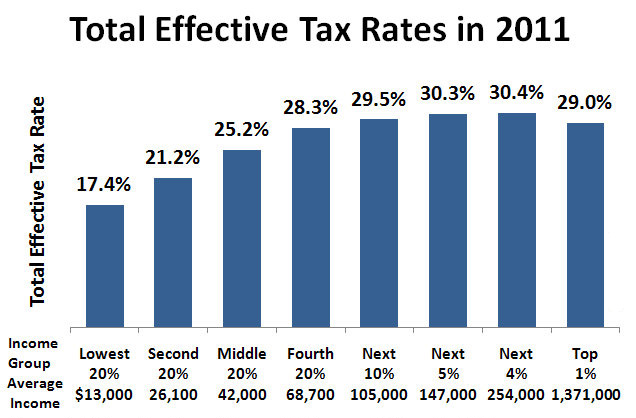 Total Effective Tax Rates in 2011
Total Effective Tax Rate
17.4%
21.2%
25.2%
28.3%
29.5%
30.3%
30.4%
29.0%
Income Group
Lowest 20%
Second 20%
Middle 20%
Fourth 20%
Next 10%
Next 5%
Next 4%
Top 1%
Average Income
$13,000
26,100
42,000
68,700
105,000
147,000
254,000
1,371,000